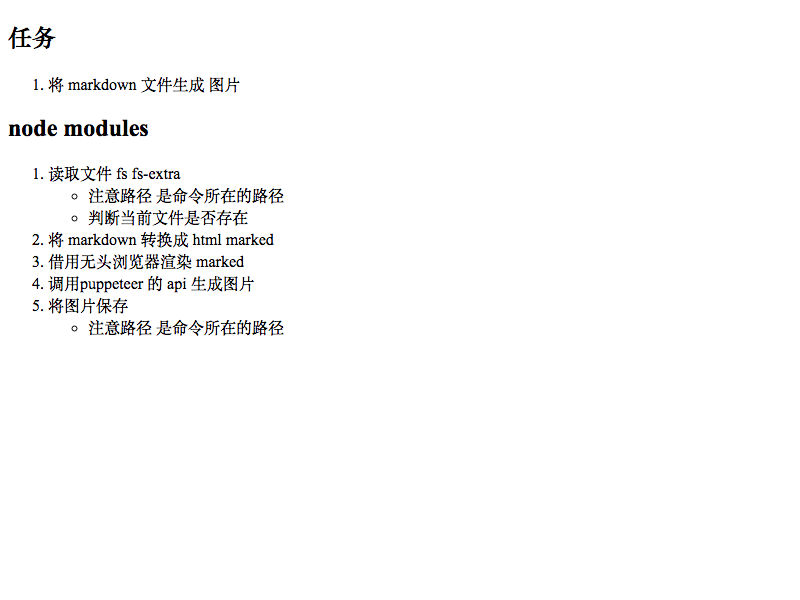 任务
1. 将 markdown 文件生成 图片
node modules
1. 读取文件 fs fs-extra
注意路径 是命令所在的路径
判断当前文件是否存在
2. 将 markdown 转换成 html marked
3. 借用无头浏览器渲染 marked
4. 调用puppeteer 的 api 生成图片
5. 将图片保存
注意路径 是命令所在的路径